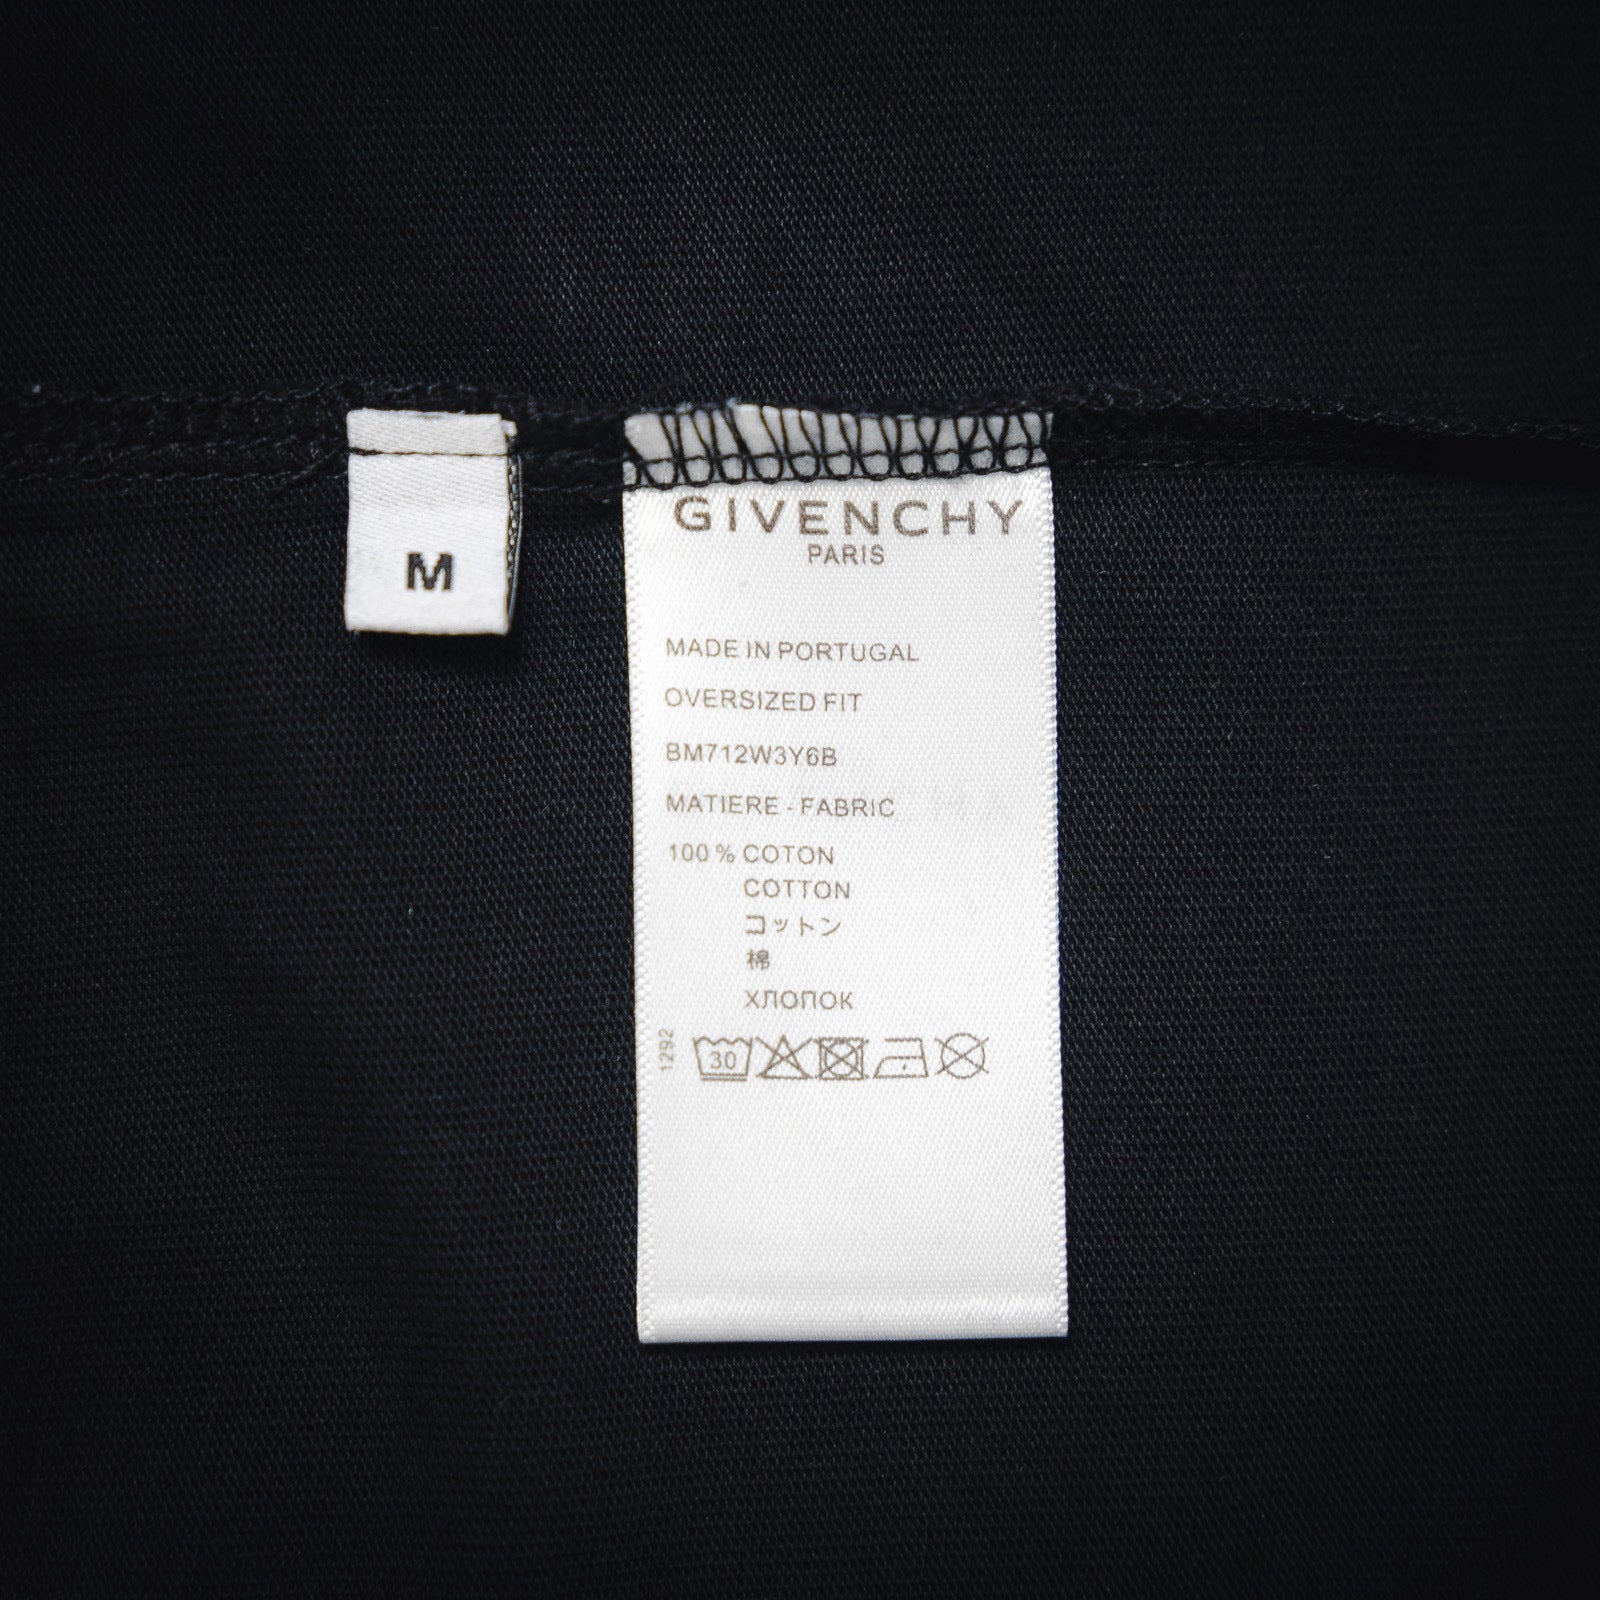 M
GIVENCHY
PARIS
MADE IN PORTUGAL
OVERSIZED FIT
BM712W3Y6B
MATIERE - FABRIC
100 % COTON
COTTON
コットン
棉
ХЛОПОК
1292
30